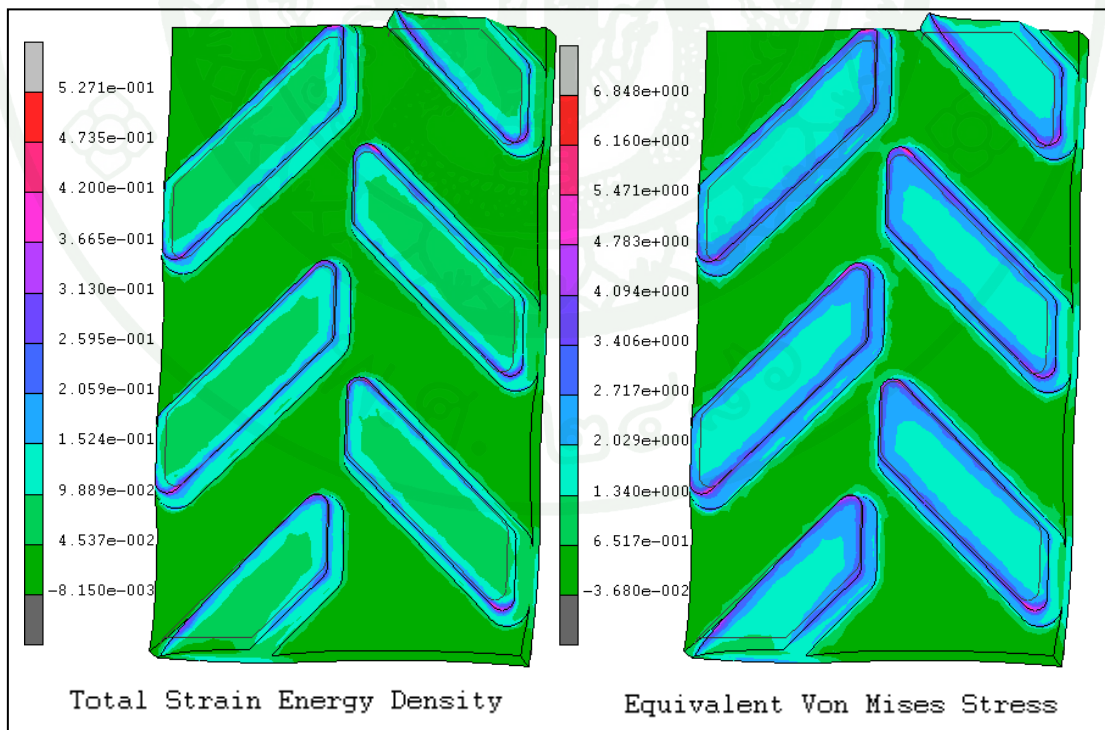 5.271e-001
4.735e-001
4.200e-001
3.665e-001
3.130e-001
2.595e-001
2.059e-001
1.524e-001
9.889e-002
4.537e-002
-8.150e-003
Total Strain Energy Density
6.848e+000
6.160e+000
5.471e+000
4.783e+000
4.094e+000
3.406e+000
2.717e+000
2.029e+000
1.340e+000
6.517e-001
-3.680e-002
Equivalent Von Mises Stress